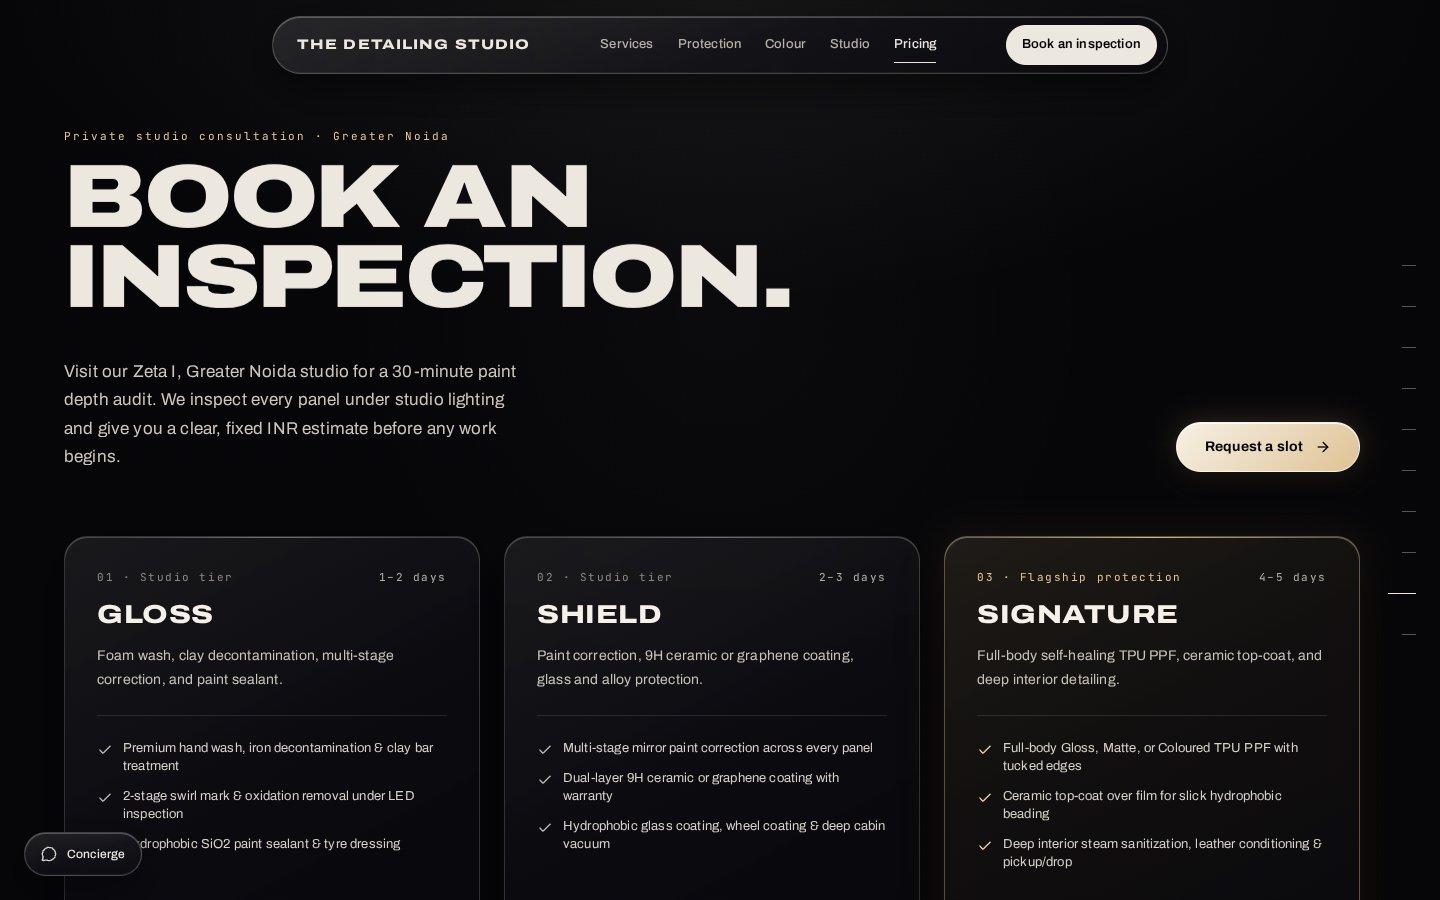 THE DETAILING STUDIO
Services
Protection
Colour
Studio
Pricing
Book an inspection
Private studio consultation · Greater Noida
BOOK AN
INSPECTION.
Visit our Zeta I, Greater Noida studio for a 30-minute paint
depth audit. We inspect every panel under studio lighting
and give you a clear, fixed INR estimate before any work
begins.
Request a slot
01 · Studio tier
1–2 days
GLOSS
Foam wash, clay decontamination, multi-stage
correction, and paint sealant.
Premium hand wash, iron decontamination & clay bar
treatment
2-stage swirl mark & oxidation removal under LED
inspection
SiO2 paint sealant & tyre dressing
02 · Studio tier
2–3 days
SHIELD
Paint correction, 9H ceramic or graphene coating,
glass and alloy protection.
Multi-stage mirror paint correction across every panel
Dual-layer 9H ceramic or graphene coating with
warranty
Hydrophobic glass coating, wheel coating & deep cabin
vacuum
03 · Flagship protection
4–5 days
SIGNATURE
Full-body self-healing TPU PPF, ceramic top-coat, and
deep interior detailing.
Full-body Gloss, Matte, or Coloured TPU PPF with
tucked edges
Ceramic top-coat over film for slick hydrophobic
beading
Deep interior steam sanitization, leather conditioning &
pickup/drop
Concierge